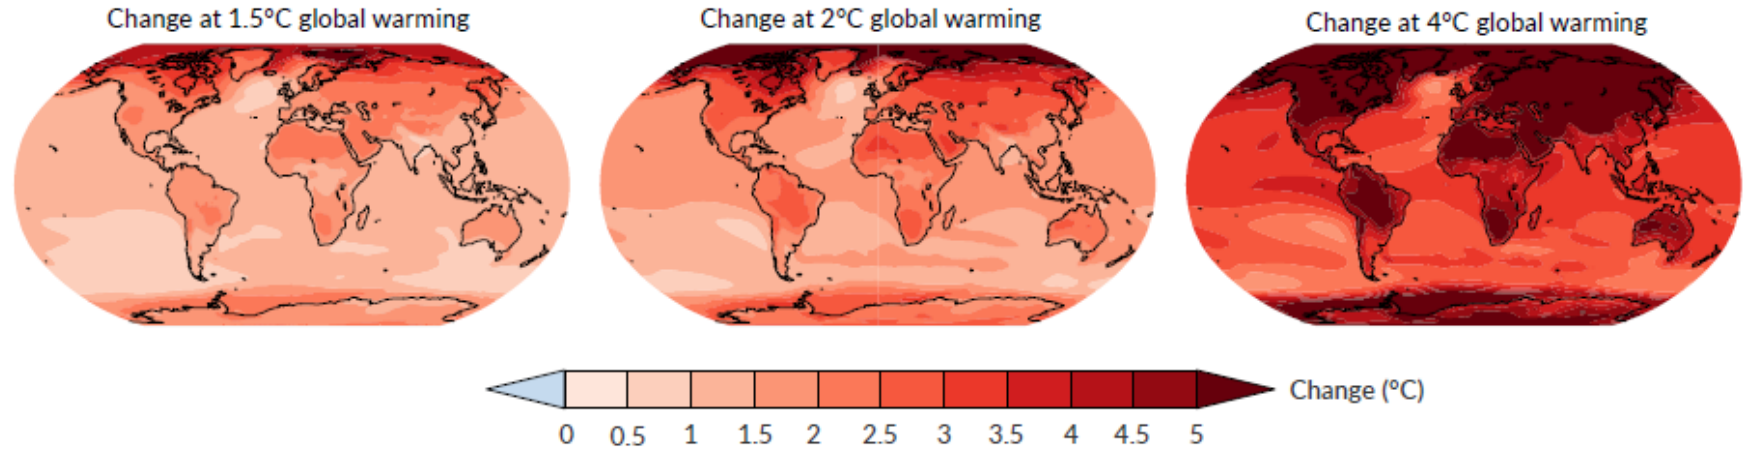 Change at 1.5°C global warming
Change at 2°C global warming
Change at 4°C global warming
Change (°C)
0 0.5 1 1.5 2 2.5 3 3.5 4 4.5 5